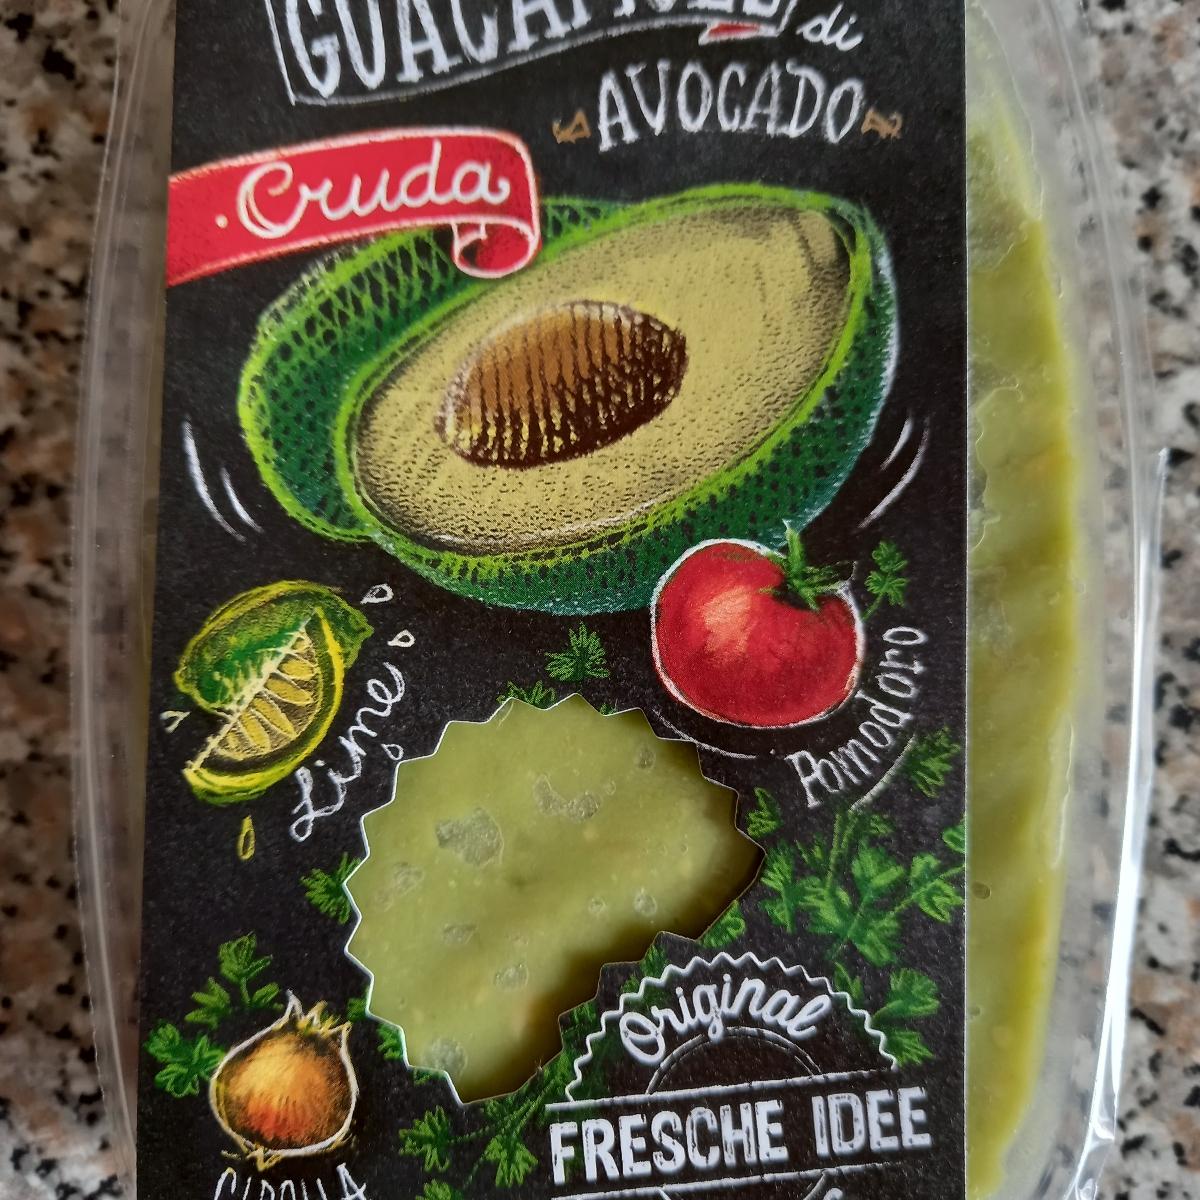 di
AVOCADO
Cruda
Lime
Pomodoro
Original
FRESCHE IDEE